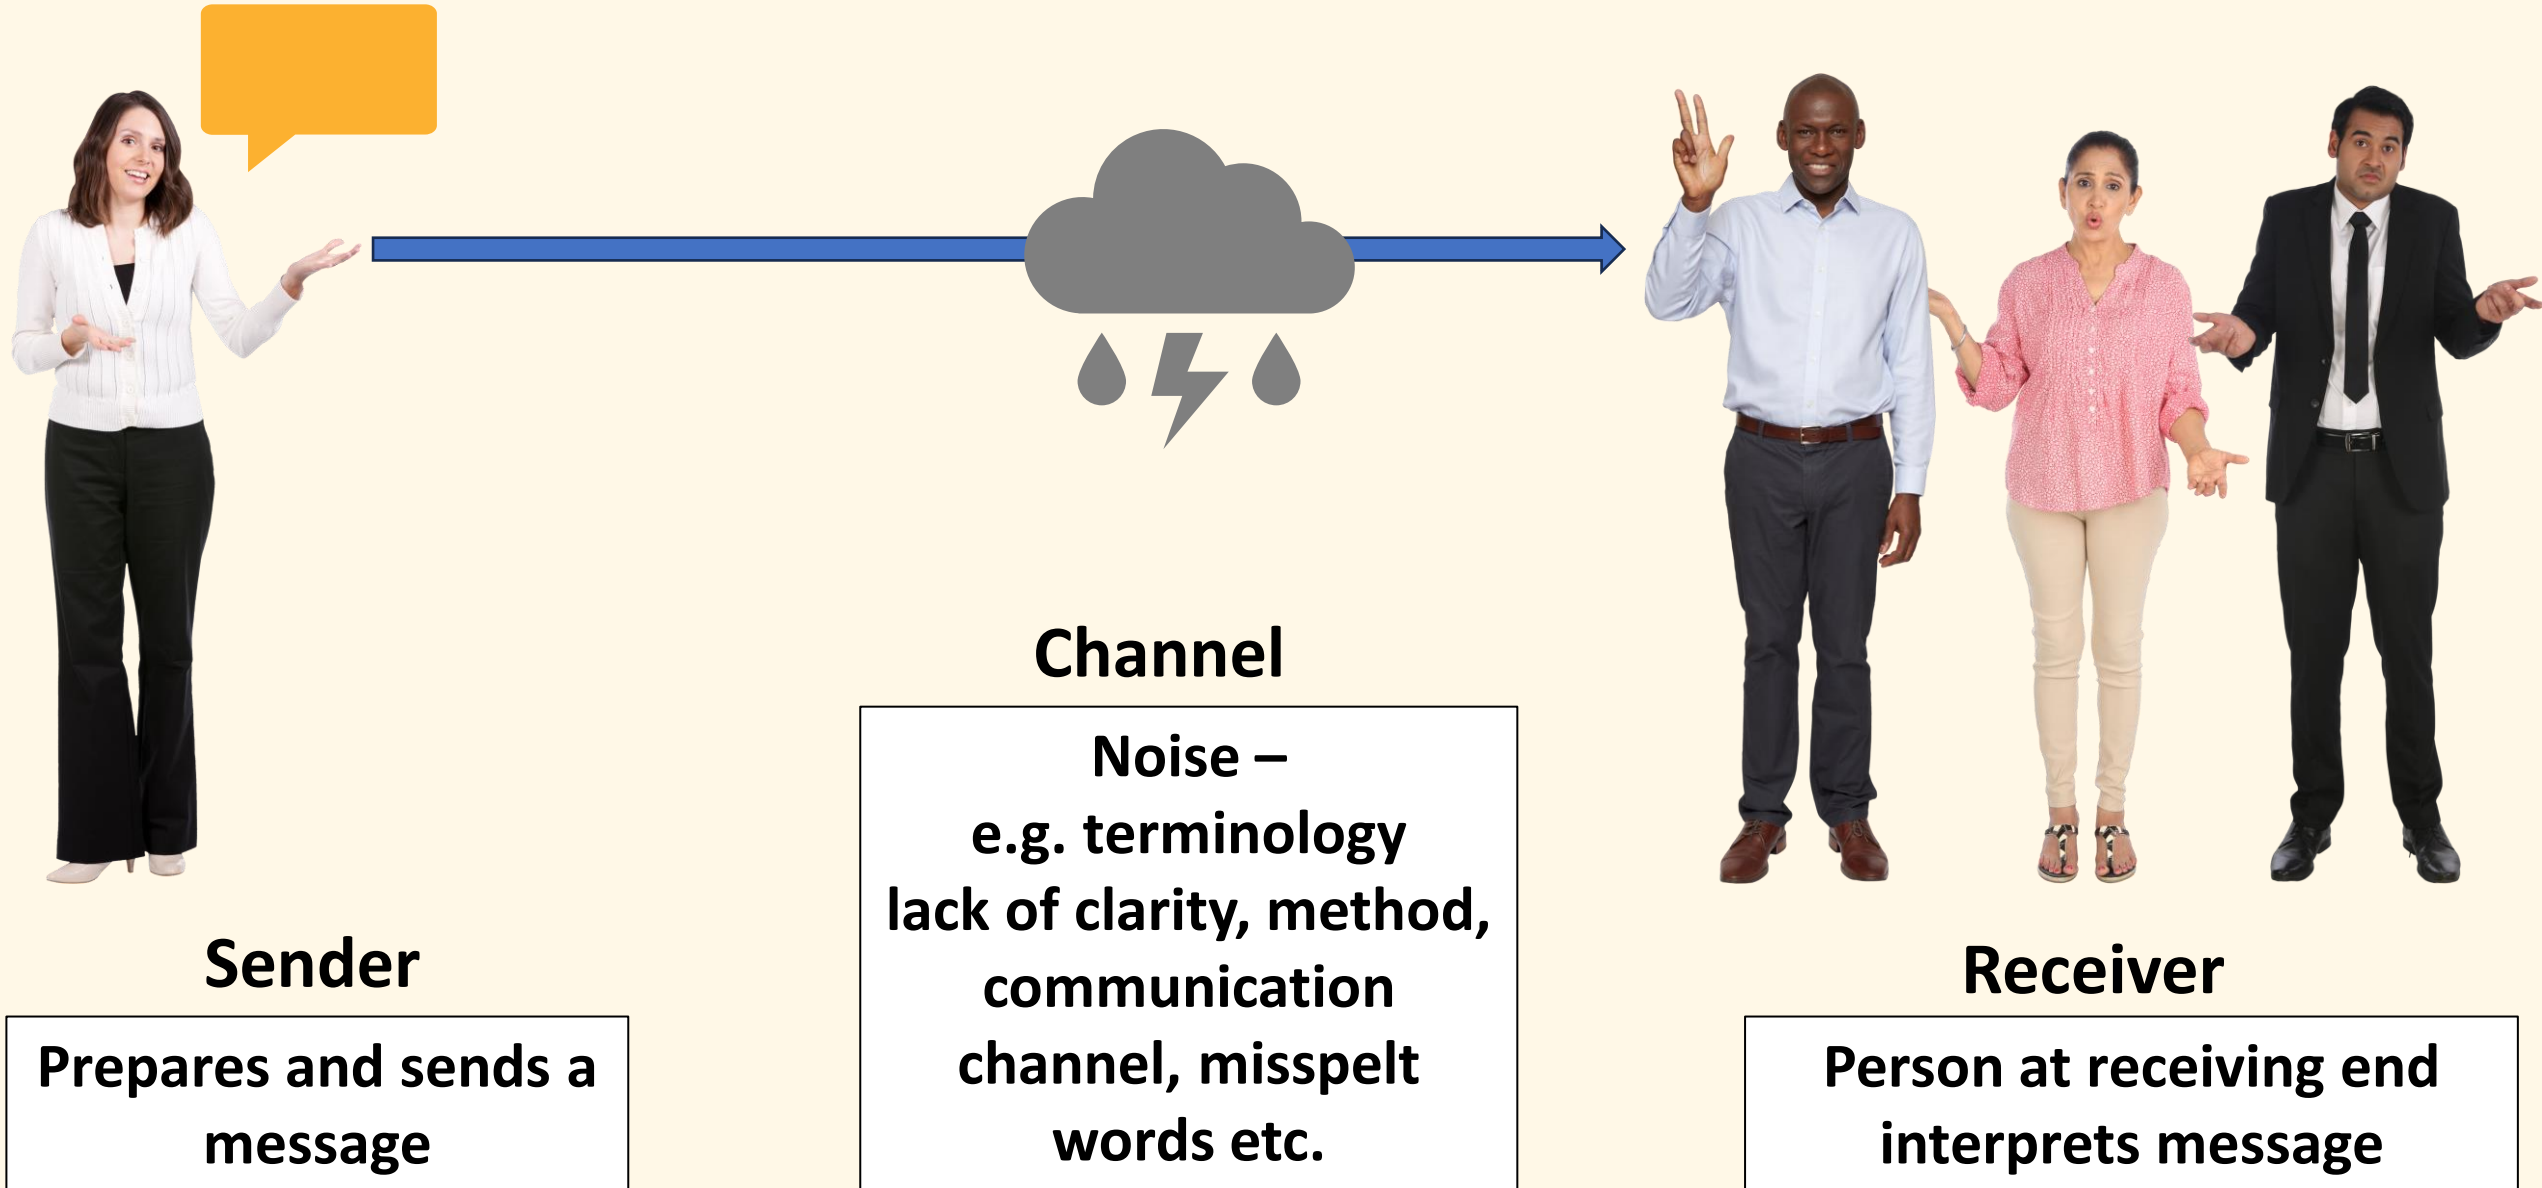 Channel
Noise –
e.g. terminology
lack of clarity, method,
communication
channel, misspelt
words etc.
Sender
Prepares and sends a
message
Receiver
Person at receiving end
interprets message